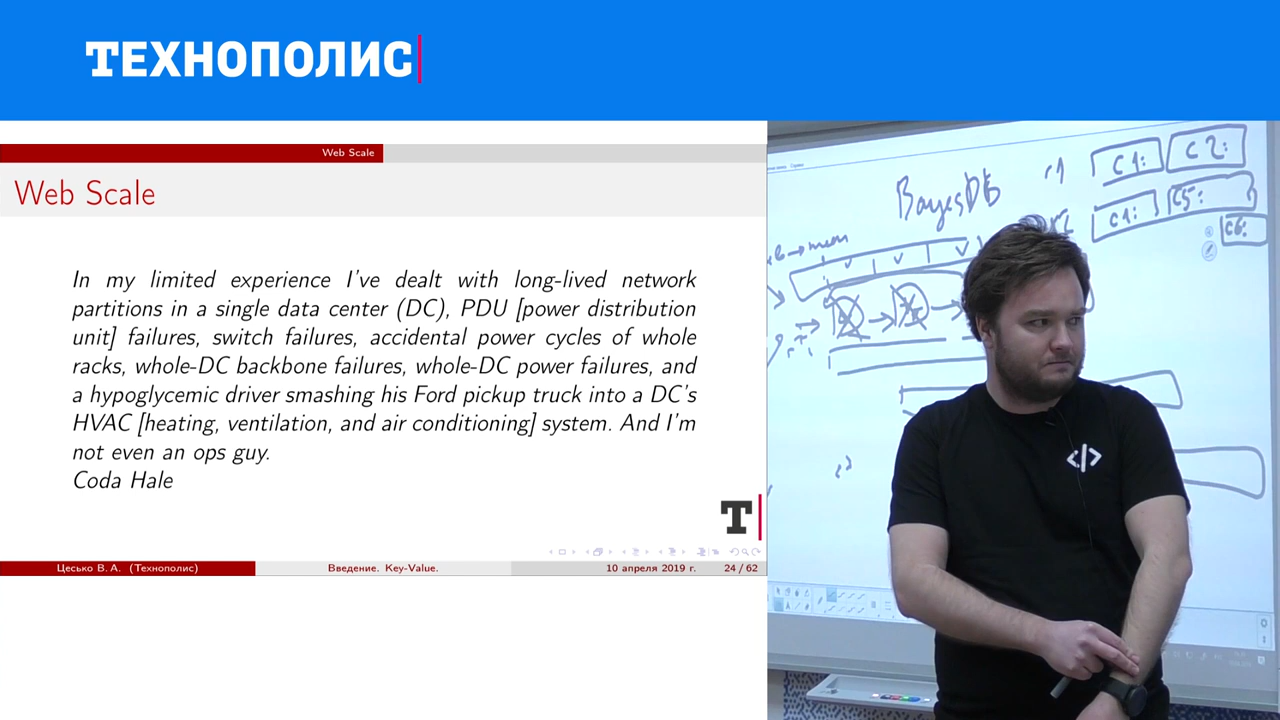 ТЕХНОПОЛИС
Web Scale
Web Scale
In my limited experience I've dealt with long-lived network
partitions in a single data center (DC), PDU [power distribution
unit] failures, switch failures, accidental power cycles of whole
racks, whole-DC backbone failures, whole-DC power failures, and
a hypoglycemic driver smashing his Ford pickup truck into a DC's
HVAC [heating, ventilation, and air conditioning] system. And I'm
not even an ops guy.
Coda Hale
T
Цесько В. А. (Технополис)
Введение. Key-Value.
10 апреля 2019 г.
24 / 62
C1: C2:
C1: C5:
C6: